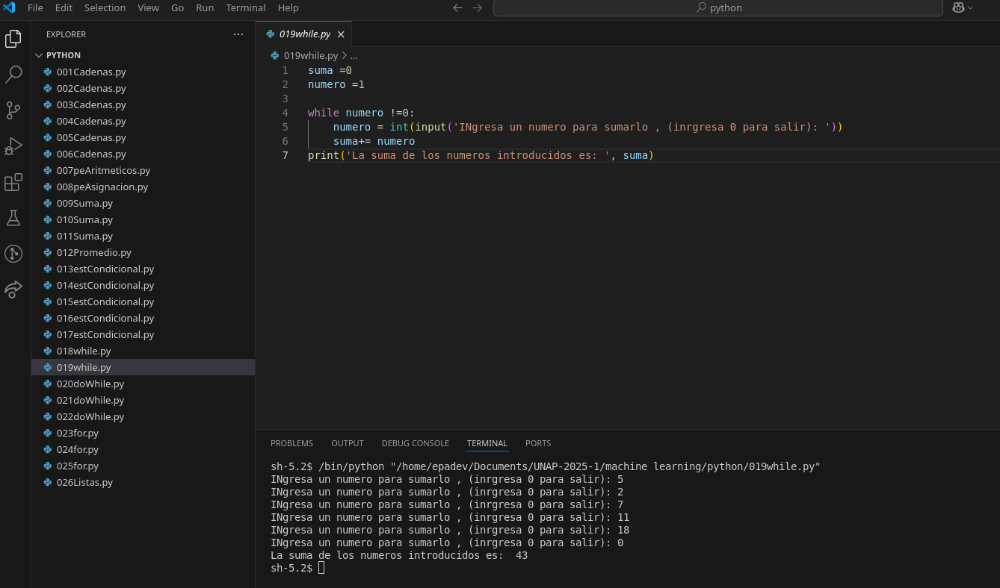 File Edit Selection View Go Run Terminal Help python
EXPLORER ...
PYTHON
001Cadenas.py
002Cadenas.py
003Cadenas.py
004Cadenas.py
005Cadenas.py
006Cadenas.py
007peAritmeticos.py
008peAsignacion.py
009Suma.py
010Suma.py
011Suma.py
012Promedio.py
013estCondicional.py
014estCondicional.py
015estCondicional.py
016estCondicional.py
017estCondicional.py
018while.py
019while.py
020doWhile.py
021doWhile.py
022doWhile.py
023for.py
024for.py
025for.py
026Listas.py
019while.py
019while.py > ...
1 suma =0
2 numero =1
3
4 while numero !=0:
5     numero = int(input('INgresa un numero para sumarlo , (inrgresa 0 para salir): '))
6     suma+= numero
7 print('La suma de los numeros introducidos es: ', suma)
PROBLEMS OUTPUT DEBUG CONSOLE TERMINAL PORTS
sh-5.2$ /bin/python "/home/epadev/Documents/UNAP-2025-1/machine learning/python/019while.py"
INgresa un numero para sumarlo , (inrgresa 0 para salir): 5
INgresa un numero para sumarlo , (inrgresa 0 para salir): 2
INgresa un numero para sumarlo , (inrgresa 0 para salir): 7
INgresa un numero para sumarlo , (inrgresa 0 para salir): 11
INgresa un numero para sumarlo , (inrgresa 0 para salir): 18
INgresa un numero para sumarlo , (inrgresa 0 para salir): 0
La suma de los numeros introducidos es:  43
sh-5.2$